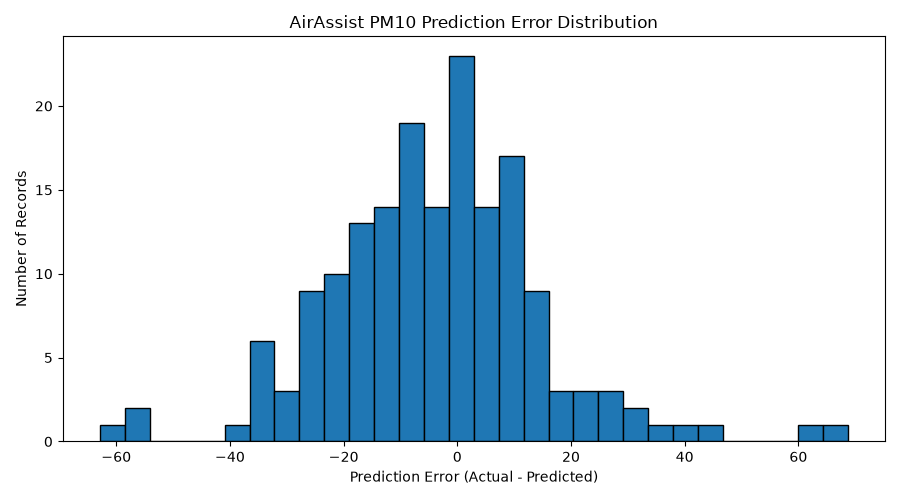 AirAssist PM10 Prediction Error Distribution
20
15
10
5
0
Number of Records
−60 −40 −20 0 20 40 60
Prediction Error (Actual - Predicted)